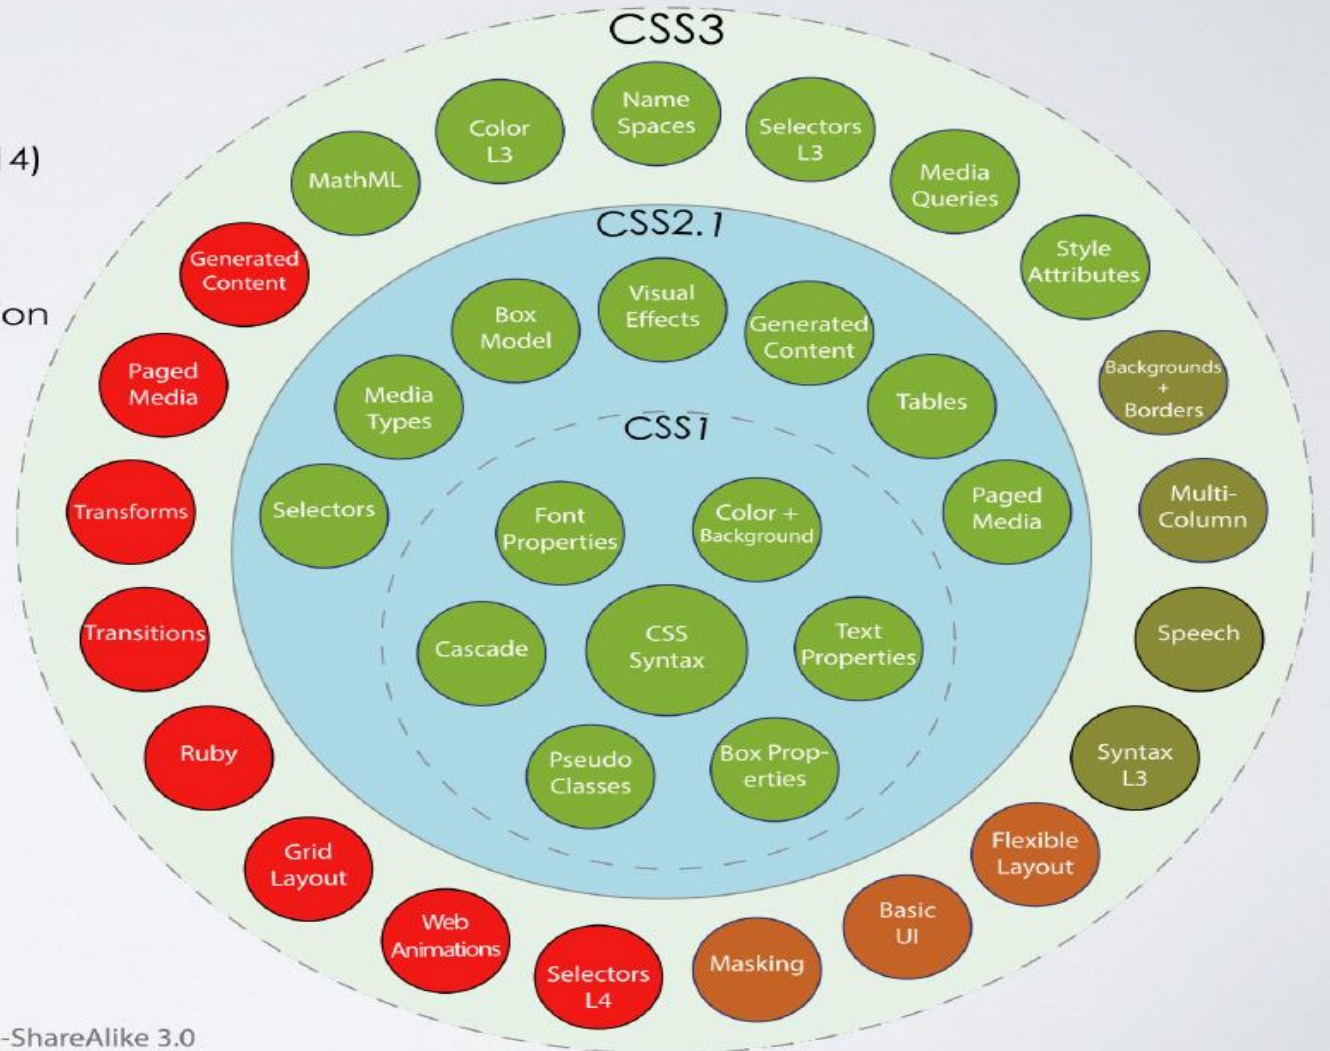 CSS3
14)
on
Name
Spaces
Color
L3
Selectors
L3
MathML
Media
Queries
Generated
Content
Style
Attributes
Paged
Media
Backgrounds
+
Borders
Transforms
Multi-
Column
Transitions
Speech
Ruby
Syntax
L3
Grid
Layout
Flexible
Layout
Web
Animations
Basic
UI
Selectors
L4
Masking
CSS2.1
Visual
Effects
Box
Model
Generated
Content
Media
Types
Tables
Selectors
Paged
Media
CSS1
Font
Properties
Color +
Background
Cascade
CSS
Syntax
Text
Properties
Pseudo
Classes
Box Prop-
erties
-ShareAlike 3.0